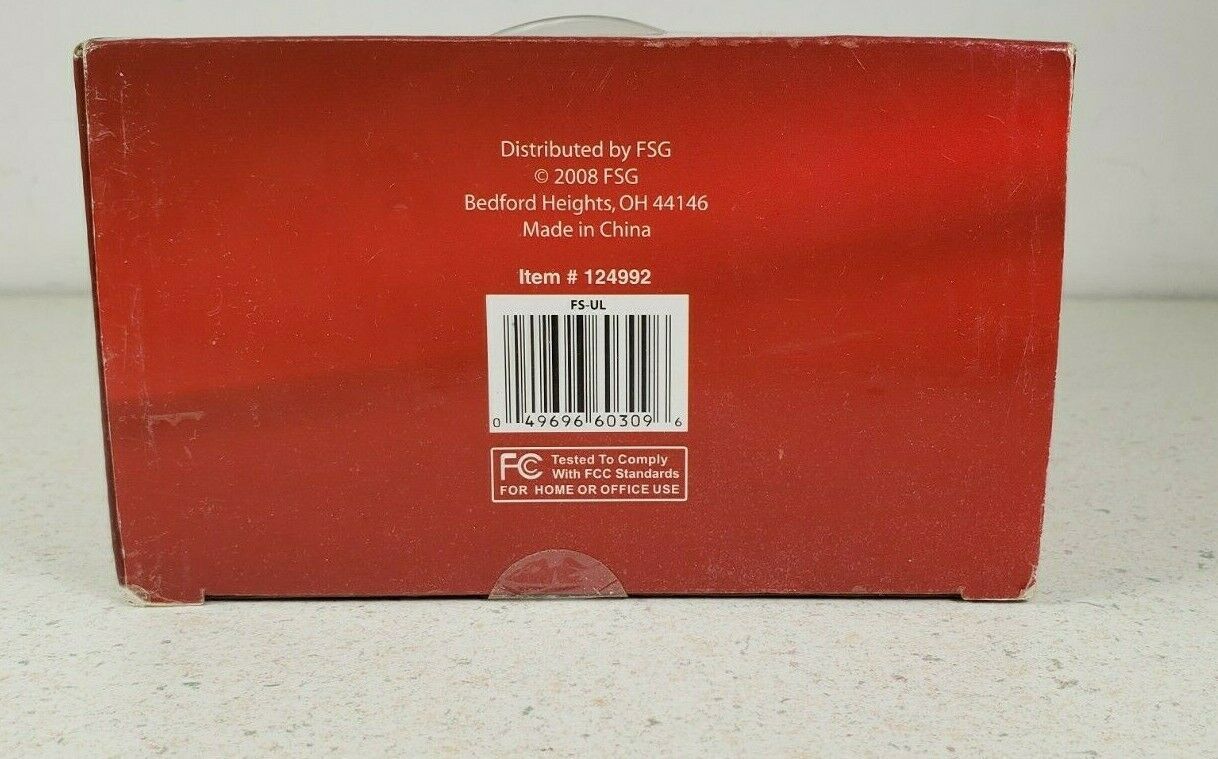 Distributed by FSG
© 2008 FSG
Bedford Heights, OH 44146
Made in China
Item # 124992
FS-UL
0 49696 60309 6
FC Tested To Comply
With FCC Standards
FOR HOME OR OFFICE USE